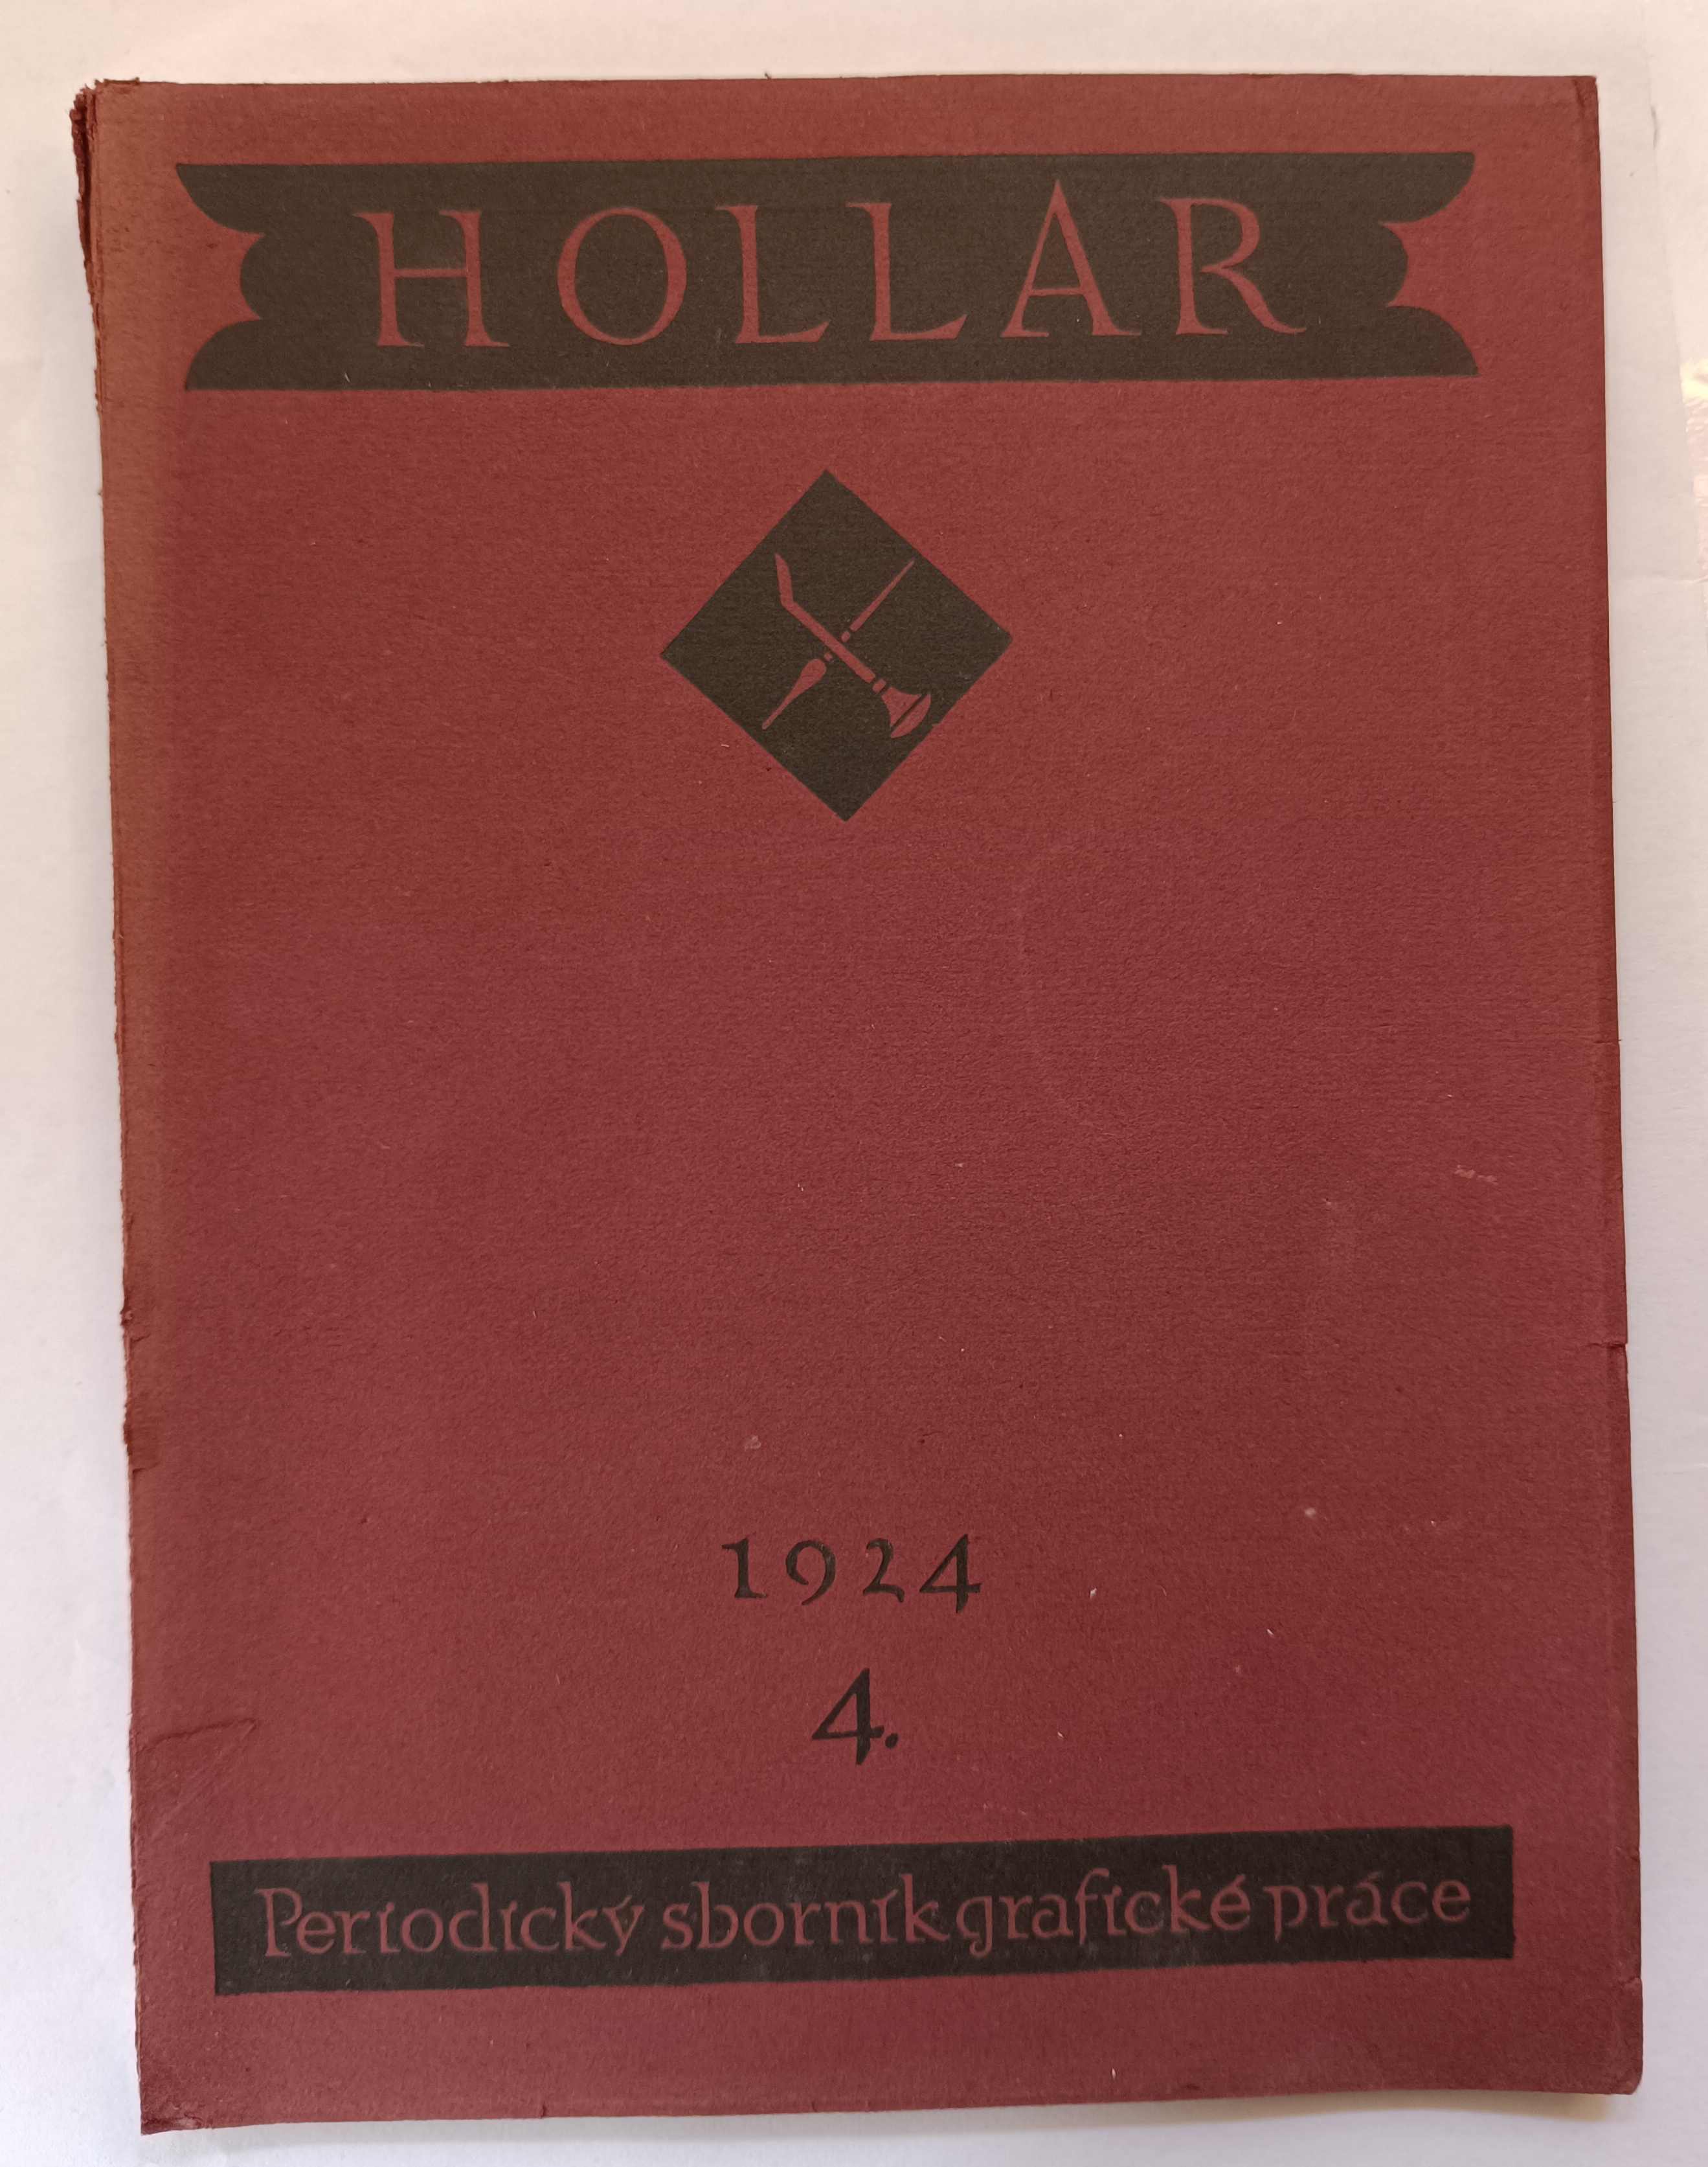 HOLLAR
1924
4.
Periodický sborník grafické práce